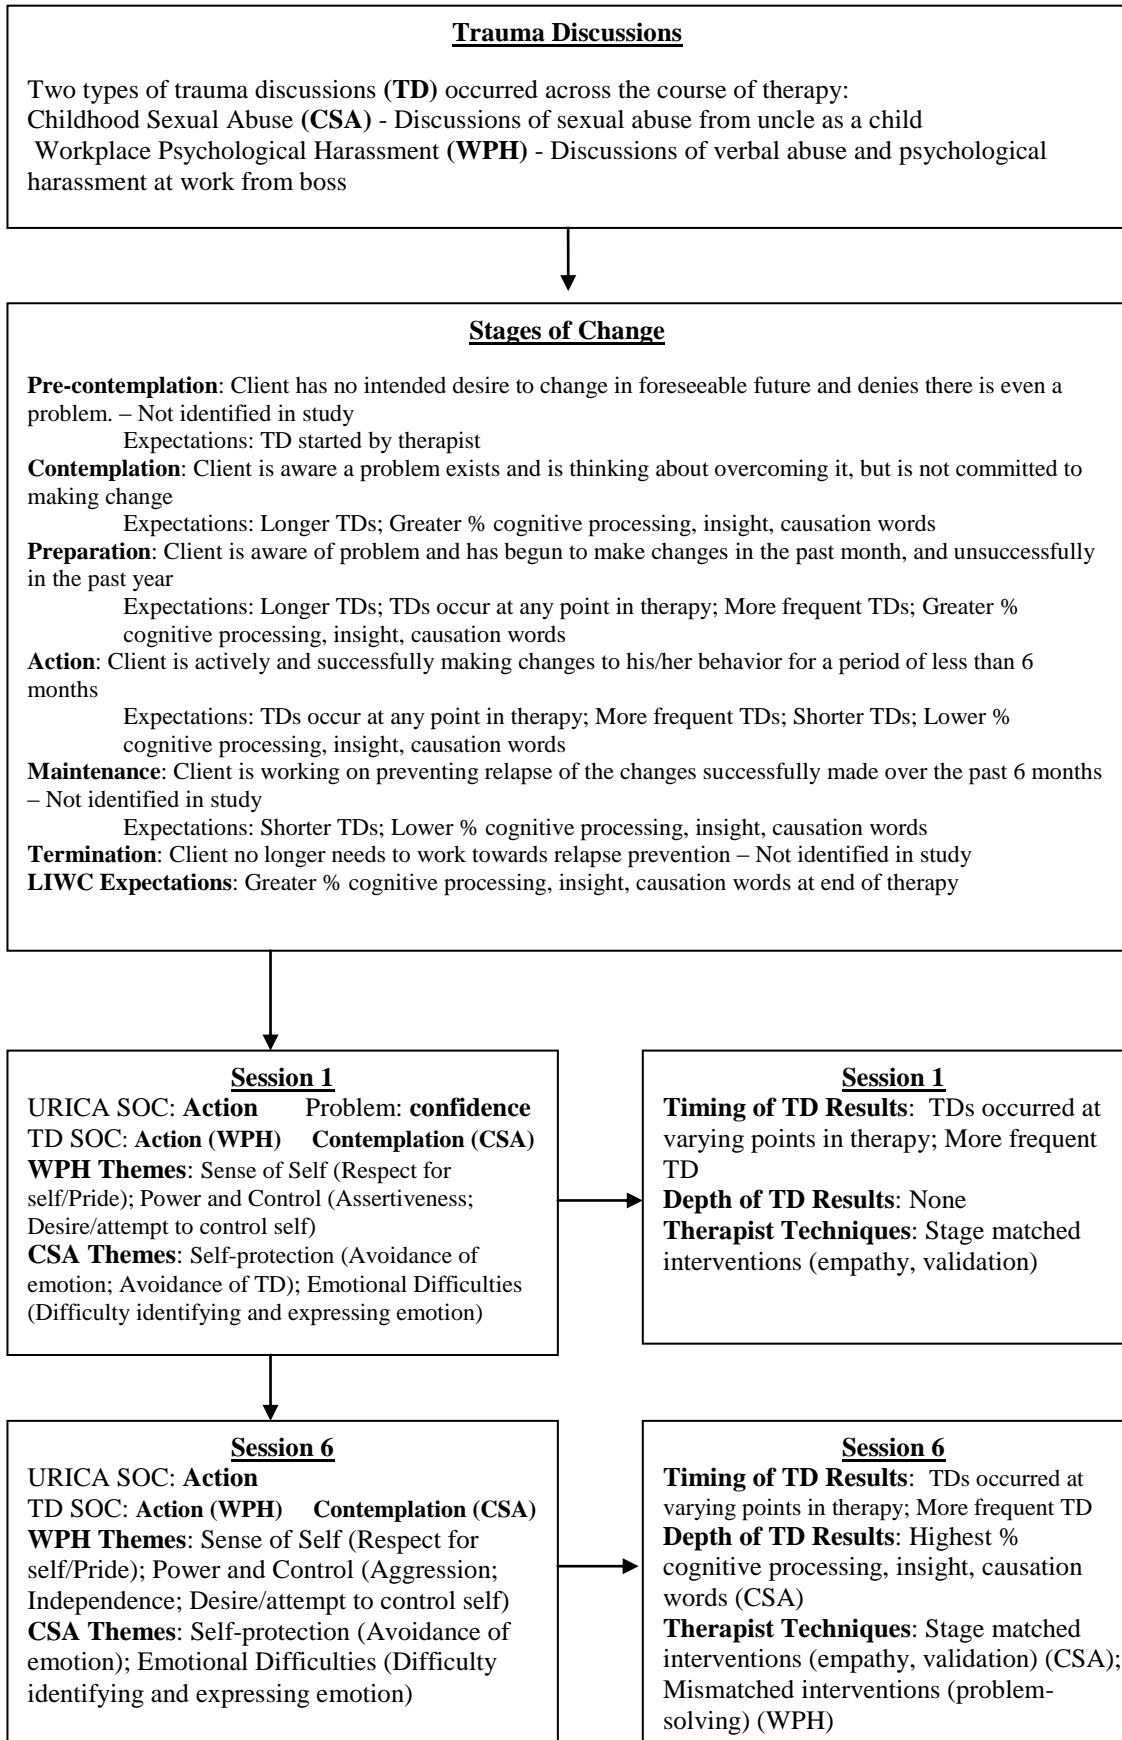 Trauma Discussions
Two types of trauma discussions (TD) occurred across the course of therapy:
Childhood Sexual Abuse (CSA) - Discussions of sexual abuse from uncle as a child
Workplace Psychological Harassment (WPH) - Discussions of verbal abuse and psychological
harassment at work from boss
Stages of Change
Pre-contemplation: Client has no intended desire to change in foreseeable future and denies there is even a
problem. – Not identified in study
Expectations: TD started by therapist
Contemplation: Client is aware a problem exists and is thinking about overcoming it, but is not committed to
making change
Expectations: Longer TDs; Greater % cognitive processing, insight, causation words
Preparation: Client is aware of problem and has begun to make changes in the past month, and unsuccessfully
in the past year
Expectations: Longer TDs; TDs occur at any point in therapy; More frequent TDs; Greater %
cognitive processing, insight, causation words
Action: Client is actively and successfully making changes to his/her behavior for a period of less than 6
months
Expectations: TDs occur at any point in therapy; More frequent TDs; Shorter TDs; Lower %
cognitive processing, insight, causation words
Maintenance: Client is working on preventing relapse of the changes successfully made over the past 6 months
– Not identified in study
Expectations: Shorter TDs; Lower % cognitive processing, insight, causation words
Termination: Client no longer needs to work towards relapse prevention – Not identified in study
LIWC Expectations: Greater % cognitive processing, insight, causation words at end of therapy
Session 1
URICA SOC: Action Problem: confidence
TD SOC: Action (WPH) Contemplation (CSA)
WPH Themes: Sense of Self (Respect for
self/Pride); Power and Control (Assertiveness;
Desire/attempt to control self)
CSA Themes: Self-protection (Avoidance of
emotion; Avoidance of TD); Emotional Difficulties
(Difficulty identifying and expressing emotion)
Session 1
Timing of TD Results: TDs occurred at
varying points in therapy; More frequent
TD
Depth of TD Results: None
Therapist Techniques: Stage matched
interventions (empathy, validation)
Session 6
URICA SOC: Action
TD SOC: Action (WPH) Contemplation (CSA)
WPH Themes: Sense of Self (Respect for
self/Pride); Power and Control (Aggression;
Independence; Desire/attempt to control self)
CSA Themes: Self-protection (Avoidance of
emotion); Emotional Difficulties (Difficulty
identifying and expressing emotion)
Session 6
Timing of TD Results: TDs occurred at
varying points in therapy; More frequent TD
Depth of TD Results: Highest %
cognitive processing, insight, causation
words (CSA)
Therapist Techniques: Stage matched
interventions (empathy, validation) (CSA);
Mismatched interventions (problem-
solving) (WPH)